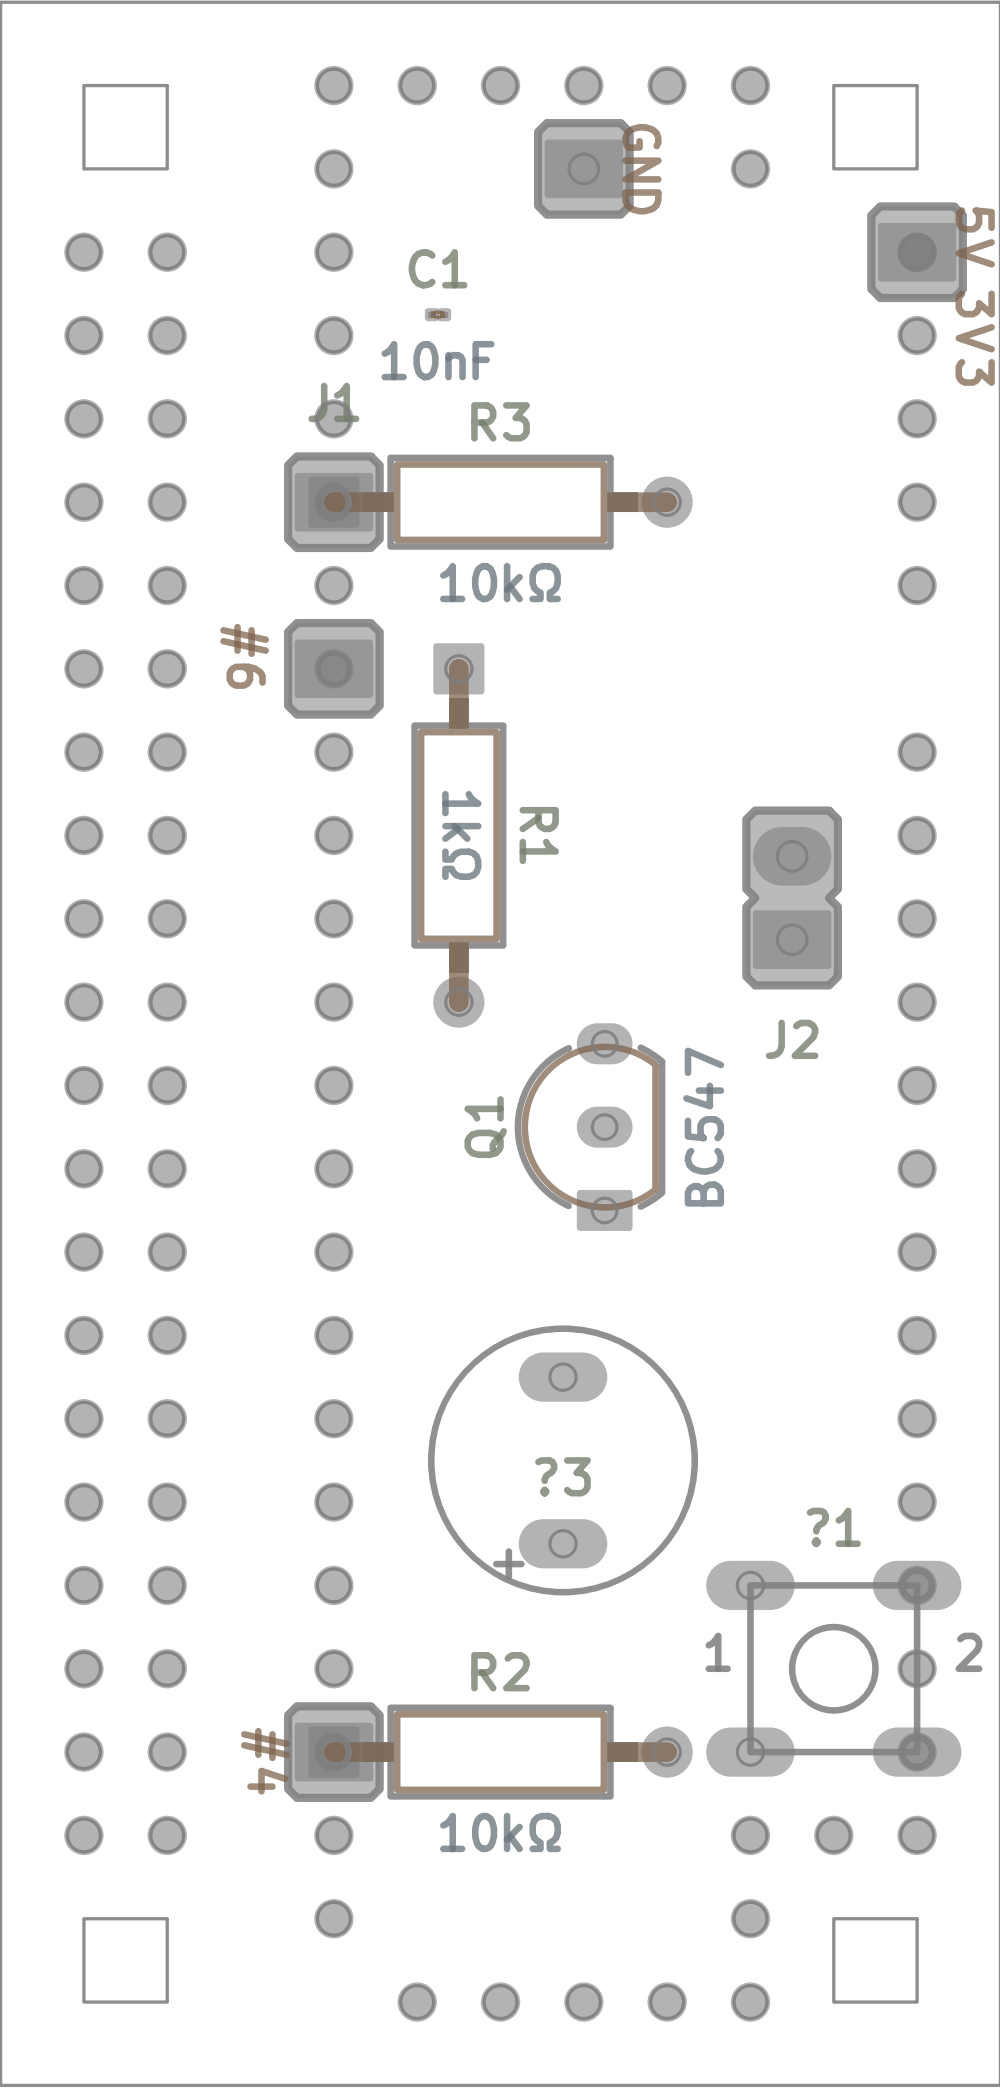 GND
5V 3V3
C1
10nF
J1
R3
10kΩ
#6
1kΩ
R1
J2
Q1
BC547
?3
+
?1
1
2
R2
#4
10kΩ